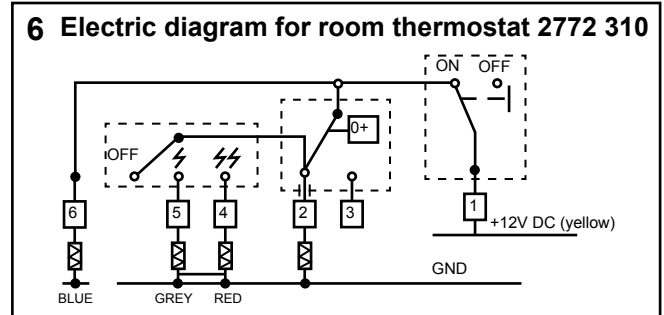 6 Electric diagram for room thermostat 2772 310
ON OFF
0+
OFF
6
5
4
2
3
1
+12V DC (yellow)
GND
BLUE GREY RED